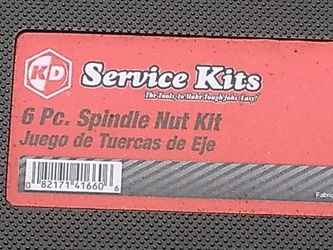 KD
Service Kits
The Tools to Make Tough Jobs Easy!
6 Pc. Spindle Nut Kit
Juego de Tuercas de Eje
0 82171 41660 6
Fabric